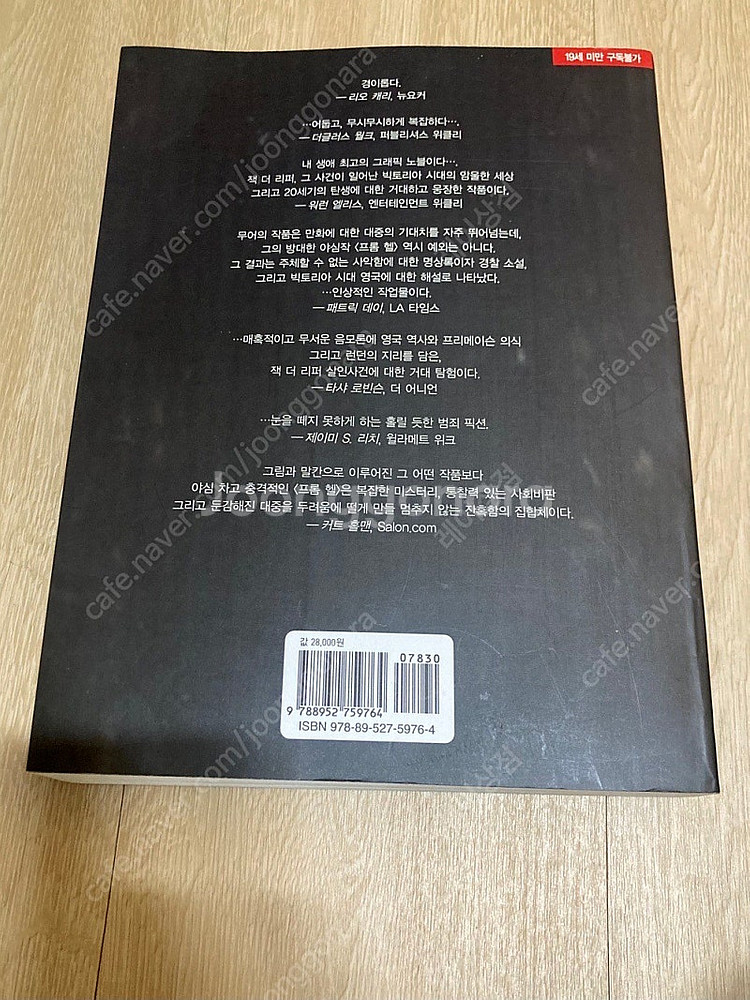 19세 미만 구독불가
경이롭다.
— 리오 캐리, 뉴요커
…어둡고, 무시무시하게 복잡하다….
— 더글러스 월크, 퍼블리셔스 위클리
내 생애 최고의 그래픽 노블이다….
잭 더 리퍼, 그 사건이 일어난 빅토리아 시대의 암울한 세상
그리고 20세기의 탄생에 대한 거대하고 웅장한 작품이다.
— 워런 엘리스, 엔터테인먼트 위클리
무어의 작품은 만화에 대한 대중의 기대치를 자주 뛰어넘는데,
그의 방대한 야심작 〈프롬 헬〉 역시 예외는 아니다.
그 결과는 주체할 수 없는 사악함에 대한 명상록이자 경찰 소설,
그리고 빅토리아 시대 영국에 대한 해설로 나타났다.
…인상적인 작업물이다.
— 패트릭 데이, LA 타임스
…매혹적이고 무서운 음모론에 영국 역사와 프리메이슨 의식
그리고 런던의 지리를 담은,
잭 더 리퍼 살인사건에 대한 거대 탐험이다.
— 타샤 로빈슨, 더 어니언
…눈을 떼지 못하게 하는 홀릴 듯한 범죄 픽션.
— 제이미 S. 리치, 윌라메트 위크
그림과 말칸으로 이루어진 그 어떤 작품보다
야심 차고 충격적인 〈프롬 헬〉은 복잡한 미스터리, 통찰력 있는 사회비판
그리고 둔감해진 대중을 두려움에 떨게 만들 멈추지 않는 잔혹함의 집합체이다.
— 커트 홀맨, Salon.com
값 28,000원
07830
9 788952 759764
ISBN 978-89-527-5976-4
Joonggonara
cafe.naver.com/joonggonara